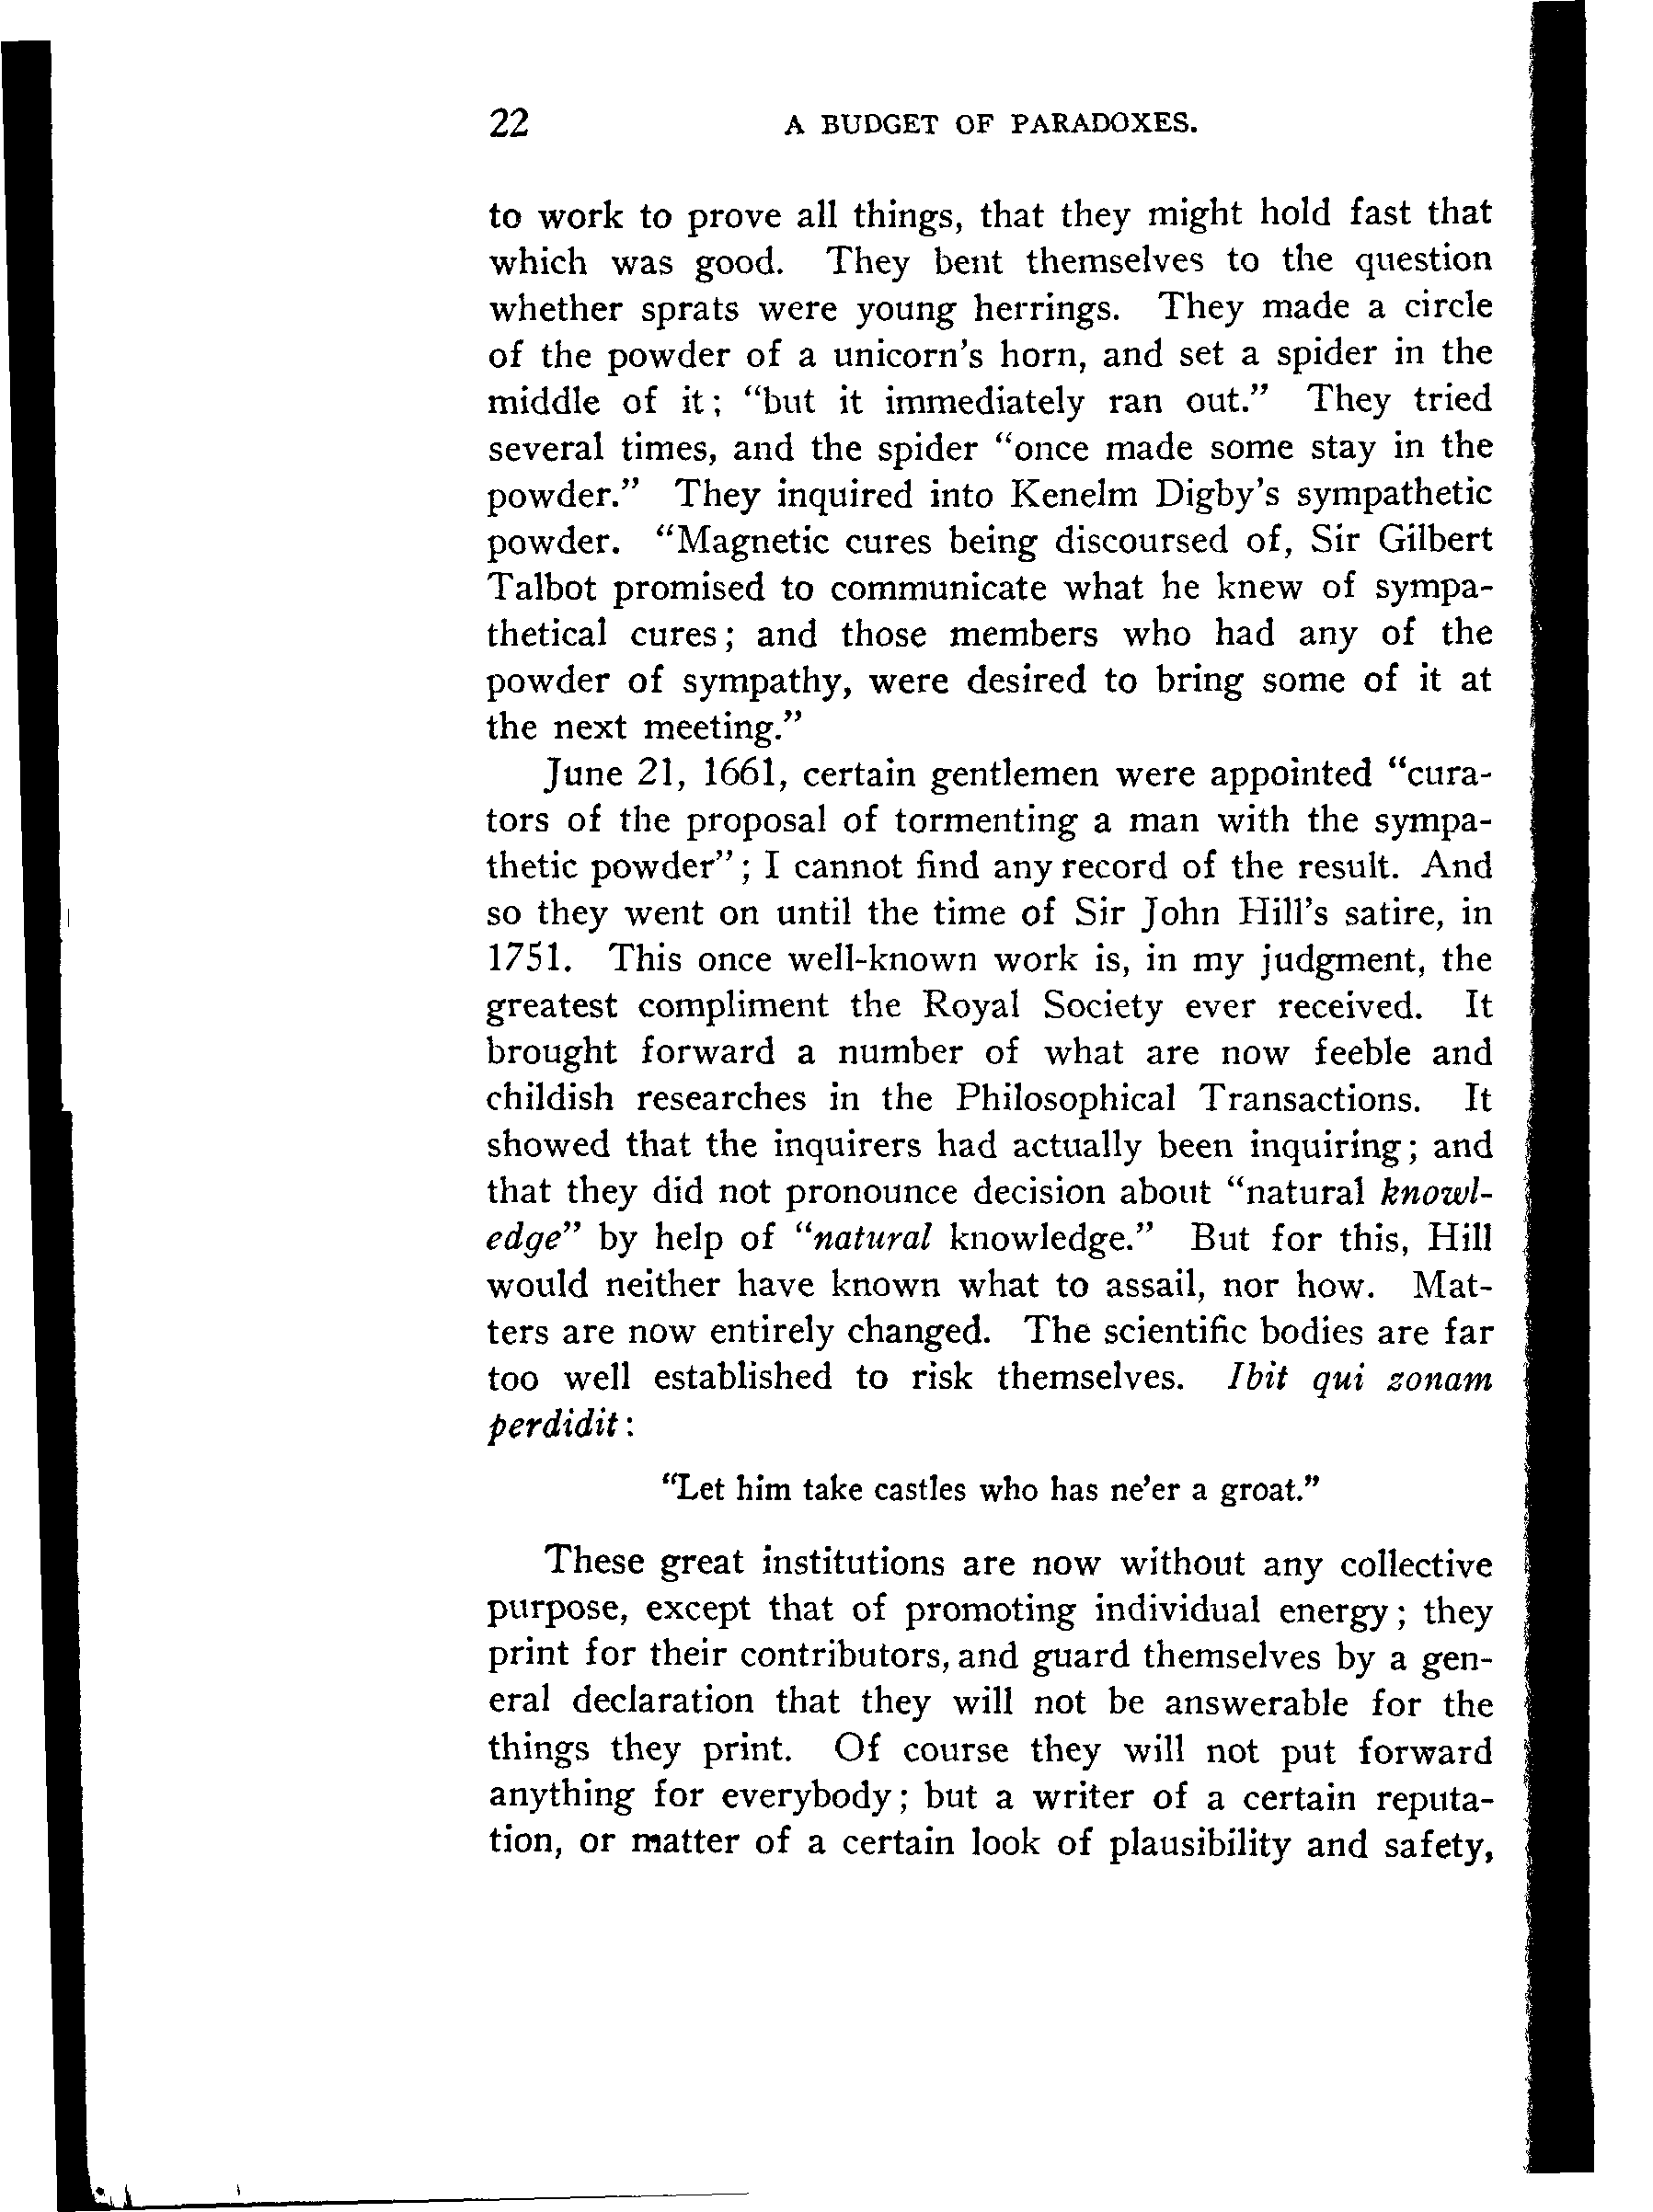 22 A BUDGET OF PARADOXES.
to work to prove all things, that they might hold fast that
which was good. They bent themselves to the question
whether sprats were young herrings. They made a circle
of the powder of a unicorn's horn, and set a spider in the
middle of it; "but it immediately ran out." They tried
several times, and the spider "once made some stay in the
powder." They inquired into Kenelm Digby's sympathetic
powder. "Magnetic cures being discoursed of, Sir Gilbert
Talbot promised to communicate what he knew of sympa-
thetical cures; and those members who had any of the
powder of sympathy, were desired to bring some of it at
the next meeting."
June 21, 1661, certain gentlemen were appointed "cura-
tors of the proposal of tormenting a man with the sympa-
thetic powder"; I cannot find any record of the result. And
so they went on until the time of Sir John Hill's satire, in
1751. This once well-known work is, in my judgment, the
greatest compliment the Royal Society ever received. It
brought forward a number of what are now feeble and
childish researches in the Philosophical Transactions. It
showed that the inquirers had actually been inquiring; and
that they did not pronounce decision about "natural knowl-
edge" by help of "natural knowledge." But for this, Hill
would neither have known what to assail, nor how. Mat-
ters are now entirely changed. The scientific bodies are far
too well established to risk themselves. Ibit qui zonam
perdidit:
"Let him take castles who has ne'er a groat."
These great institutions are now without any collective
purpose, except that of promoting individual energy; they
print for their contributors, and guard themselves by a gen-
eral declaration that they will not be answerable for the
things they print. Of course they will not put forward
anything for everybody; but a writer of a certain reputa-
tion, or matter of a certain look of plausibility and safety,